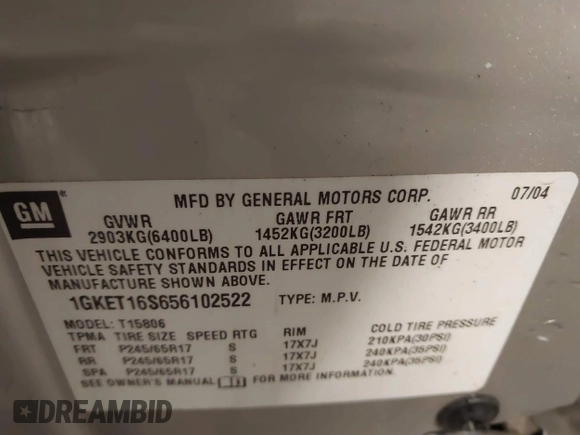 GM
MFD BY GENERAL MOTORS CORP. 07/04
GVWR GAWR FRT GAWR RR
2903KG(6400LB) 1452KG(3200LB) 1542KG(3400LB)
THIS VEHICLE CONFORMS TO ALL APPLICABLE U.S. FEDERAL MOTOR
VEHICLE SAFETY STANDARDS IN EFFECT ON THE DATE OF
MANUFACTURE SHOWN ABOVE.
1GKET16S656102522 TYPE: M.P.V.
MODEL: T15806
TPMA TIRE SIZE SPEED RTG RIM COLD TIRE PRESSURE
FRT P245/65R17 S 17X7J 210KPA(30PSI)
RR P245/65R17 S 17X7J 240KPA(35PSI)
SPA P245/65R17 S 17X7J 240KPA(35PSI)
SEE OWNER'S MANUAL FOR MORE INFORMATION.
DREAMBID